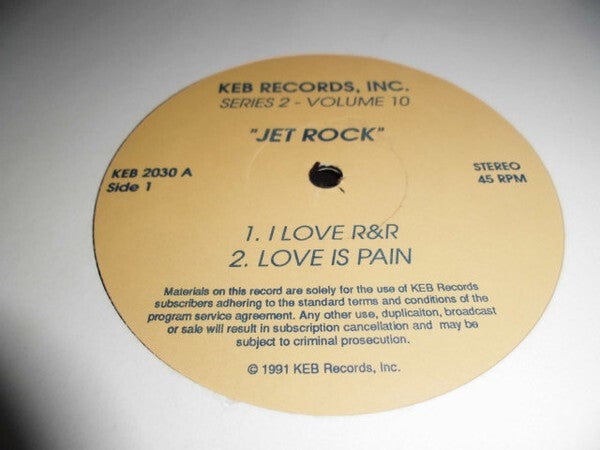 KEB RECORDS, INC.
SERIES 2 - VOLUME 10
"JET ROCK"
KEB 2030 A
Side 1
STEREO
45 RPM
1. I LOVE R&R
2. LOVE IS PAIN
Materials on this record are solely for the use of KEB Records
subscribers adhering to the standard terms and conditions of the
program service agreement. Any other use, duplicaiton, broadcast
or sale will result in subscription cancellation and may be
subject to criminal prosecution.
© 1991 KEB Records, Inc.